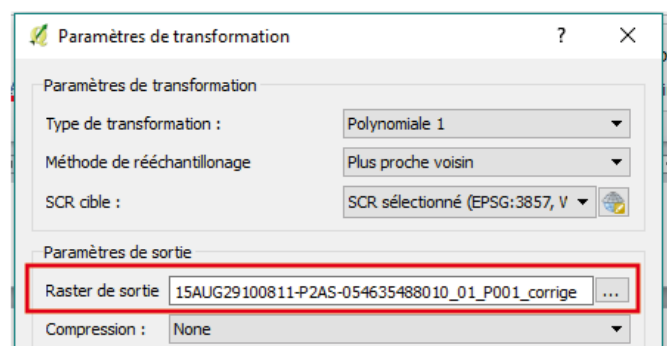 Paramètres de transformation ? X
Paramètres de transformation
Type de transformation : Polynomiale 1
Méthode de rééchantillonage Plus proche voisin
SCR cible : SCR sélectionné (EPSG:3857, V
Paramètres de sortie
Raster de sortie 15AUG29100811-P2AS-054635488010_01_P001_corrige ...
Compression : None